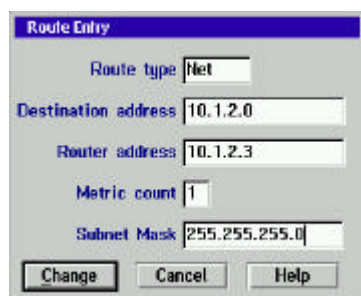 Route Entry
Route type Net
Destination address 10.1.2.0
Router address 10.1.2.3
Metric count 1
Subnet Mask 255.255.255.0
Change Cancel Help